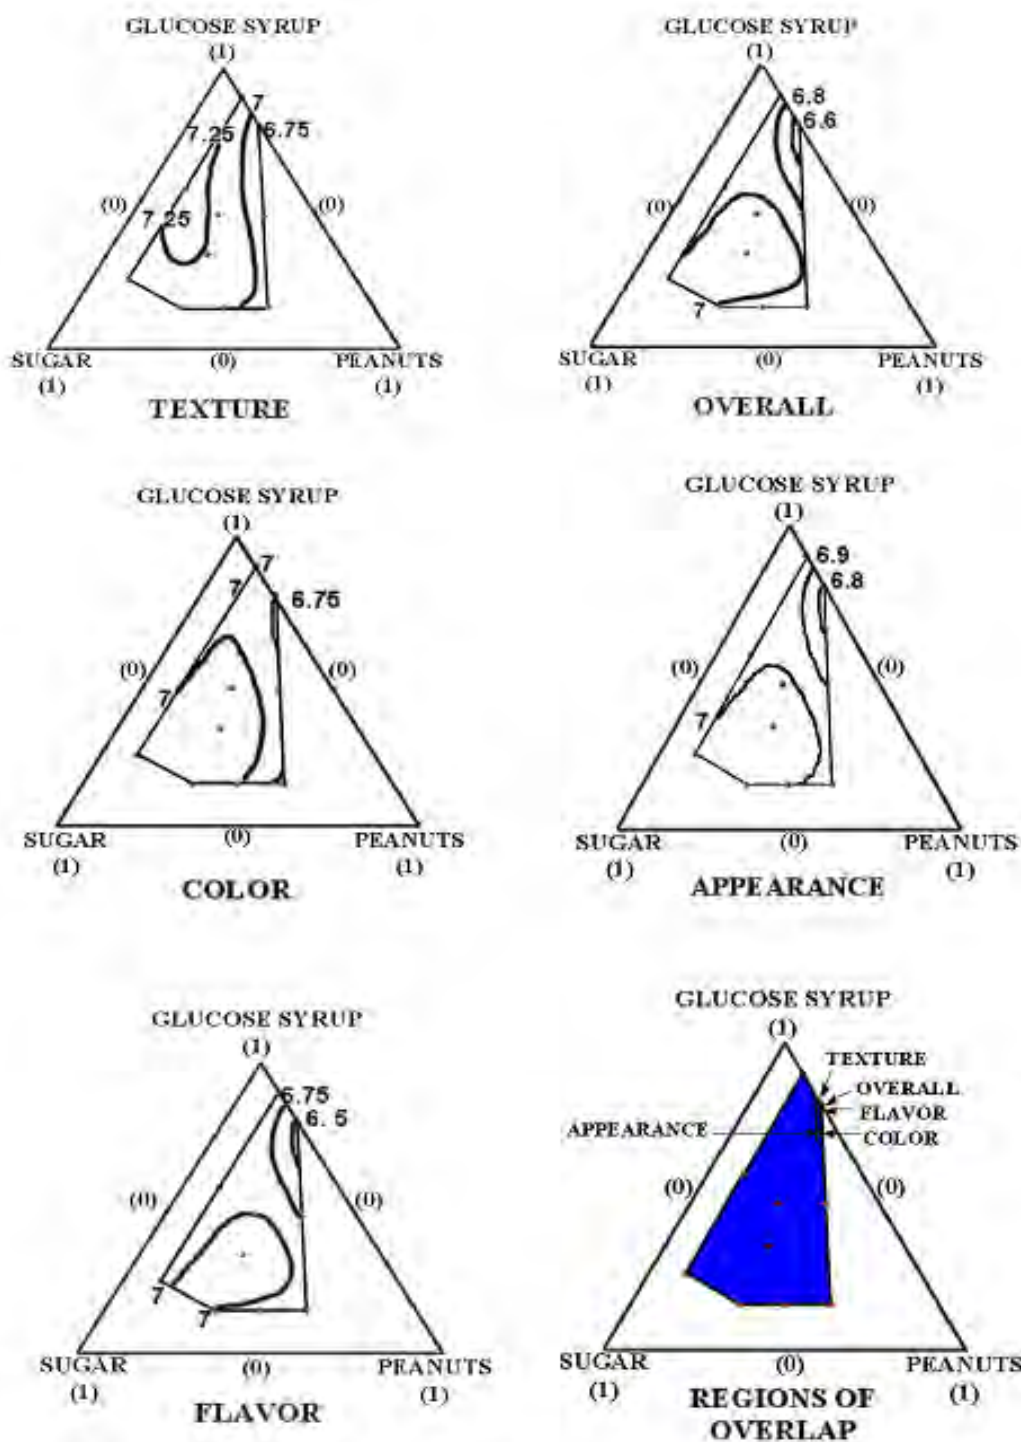 GLUCOSE SYRUP
(1)
7
7.25
6.75
(0)
7.25
(0)
SUGAR
(0)
PEANUTS
(1)
(1)
TEXTURE
GLUCOSE SYRUP
(1)
6.8
6.6
(0)
(0)
7
SUGAR
(0)
PEANUTS
(1)
(1)
OVERALL
GLUCOSE SYRUP
(1)
7
7
6.75
(0)
(0)
7
SUGAR
(0)
PEANUTS
(1)
(1)
COLOR
GLUCOSE SYRUP
(1)
6.9
6.8
(0)
(0)
7
SUGAR
(0)
PEANUTS
(1)
(1)
APPEARANCE
GLUCOSE SYRUP
(1)
6.75
6.5
(0)
(0)
7
7
SUGAR
(0)
PEANUTS
(1)
(1)
FLAVOR
GLUCOSE SYRUP
(1)
TEXTURE
OVERALL
FLAVOR
APPEARANCE
COLOR
(0)
(0)
SUGAR
(0)
PEANUTS
(1)
(1)
REGIONS OF
OVERLAP